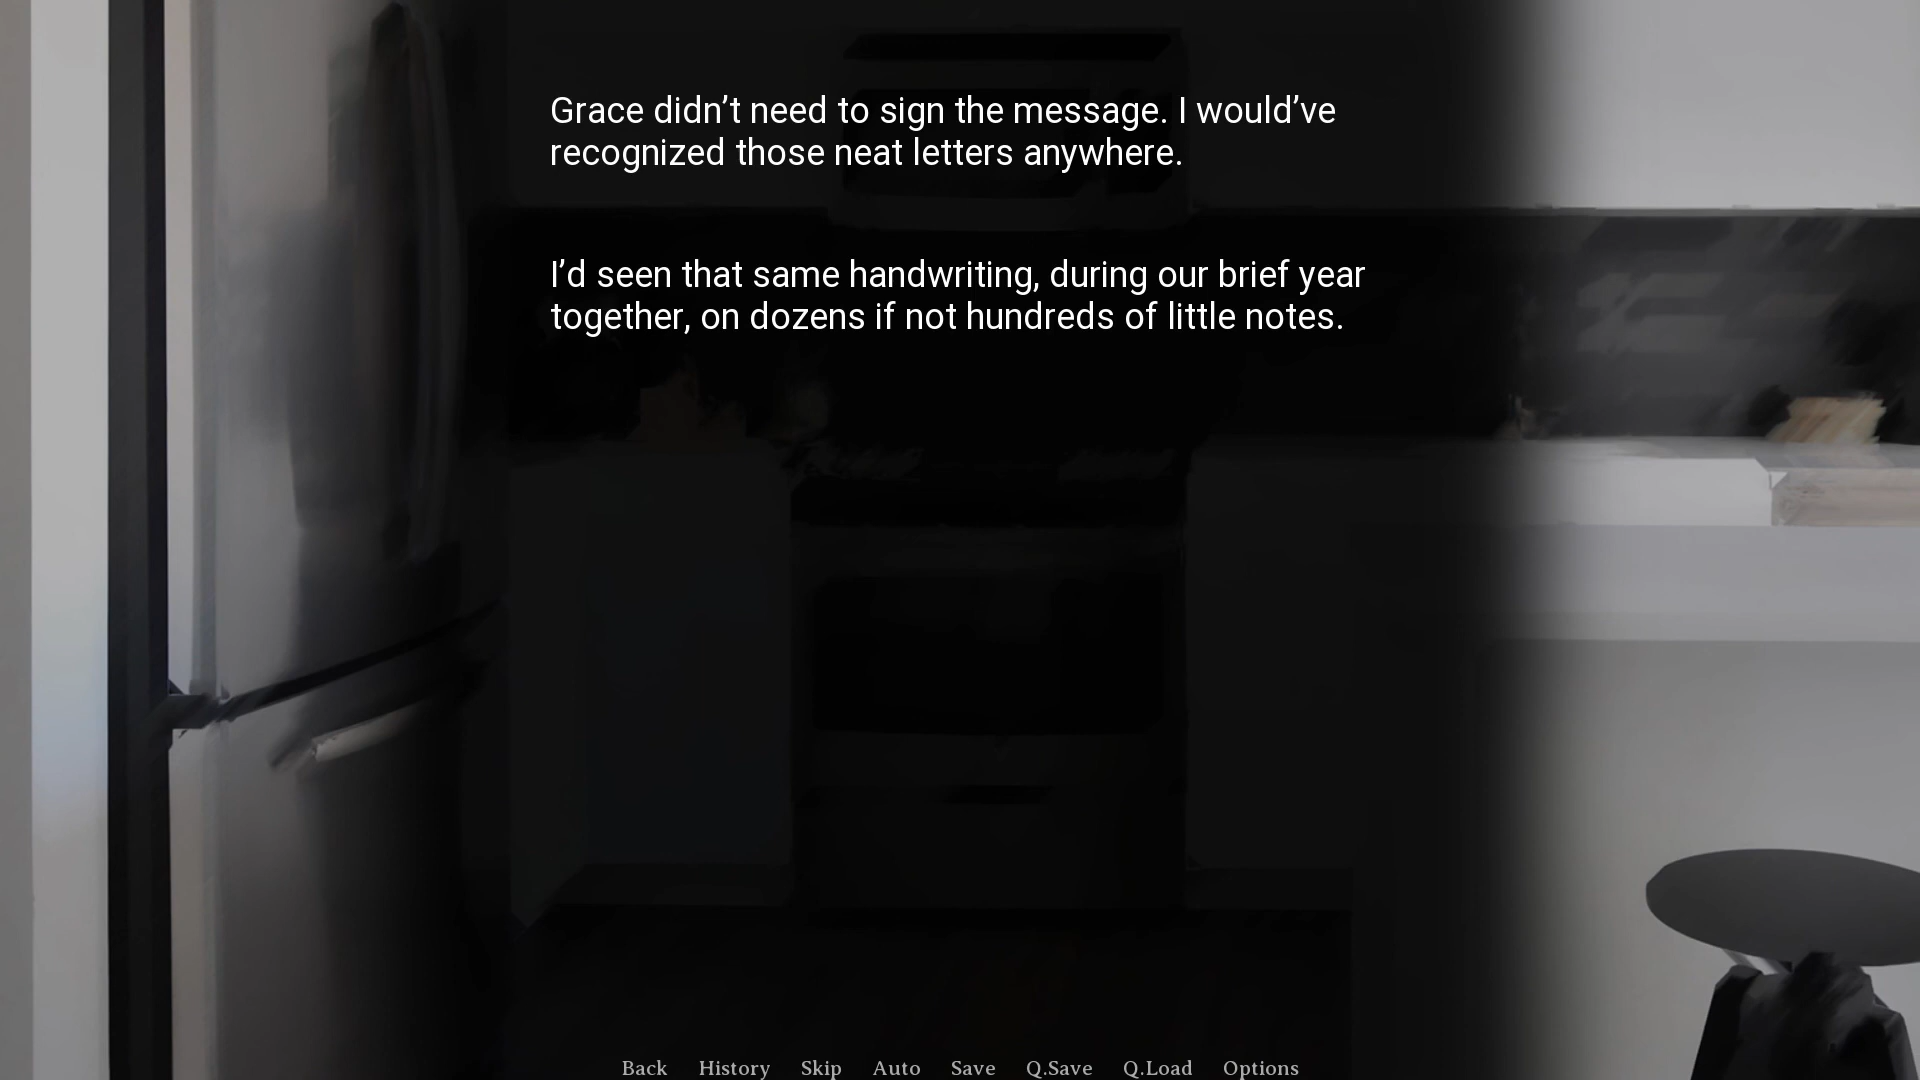 Grace didn’t need to sign the message. I would’ve
recognized those neat letters anywhere.
I’d seen that same handwriting, during our brief year
together, on dozens if not hundreds of little notes.
Back History Skip Auto Save Q.Save Q.Load Options